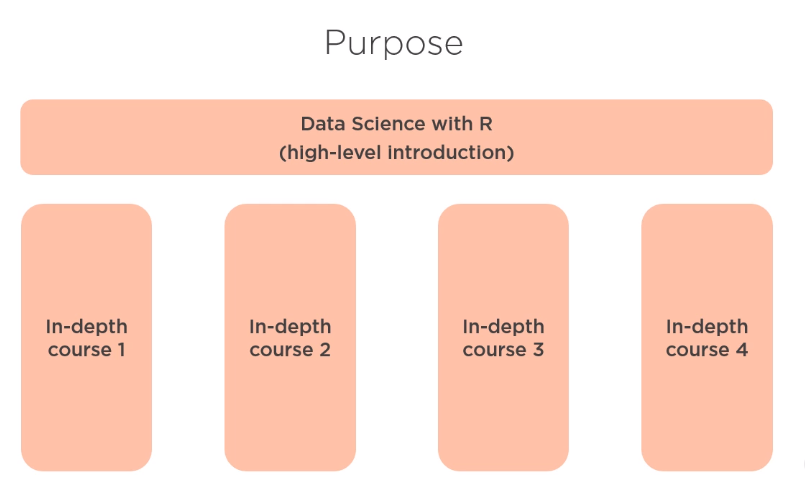 Purpose
Data Science with R
(high-level introduction)
In-depth
course 1
In-depth
course 2
In-depth
course 3
In-depth
course 4